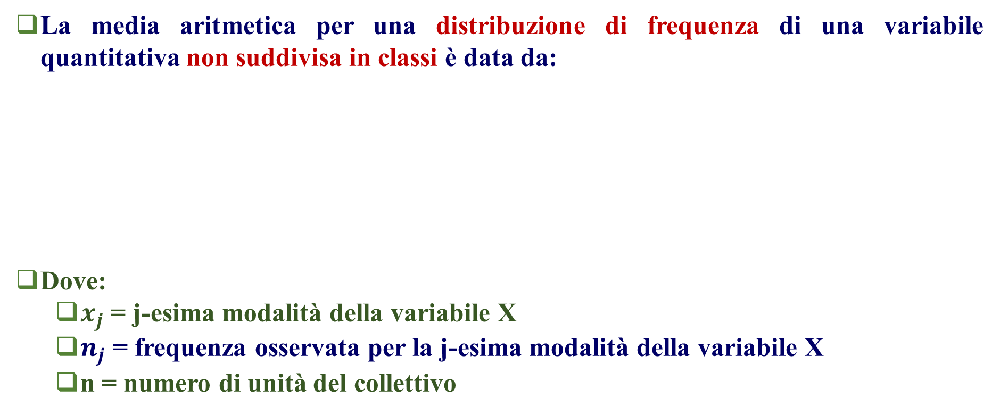 La media aritmetica per una distribuzione di frequenza di una variabile
quantitativa non suddivisa in classi è data da:
Dove:
x_j = j-esima modalità della variabile X
n_j = frequenza osservata per la j-esima modalità della variabile X
n = numero di unità del collettivo